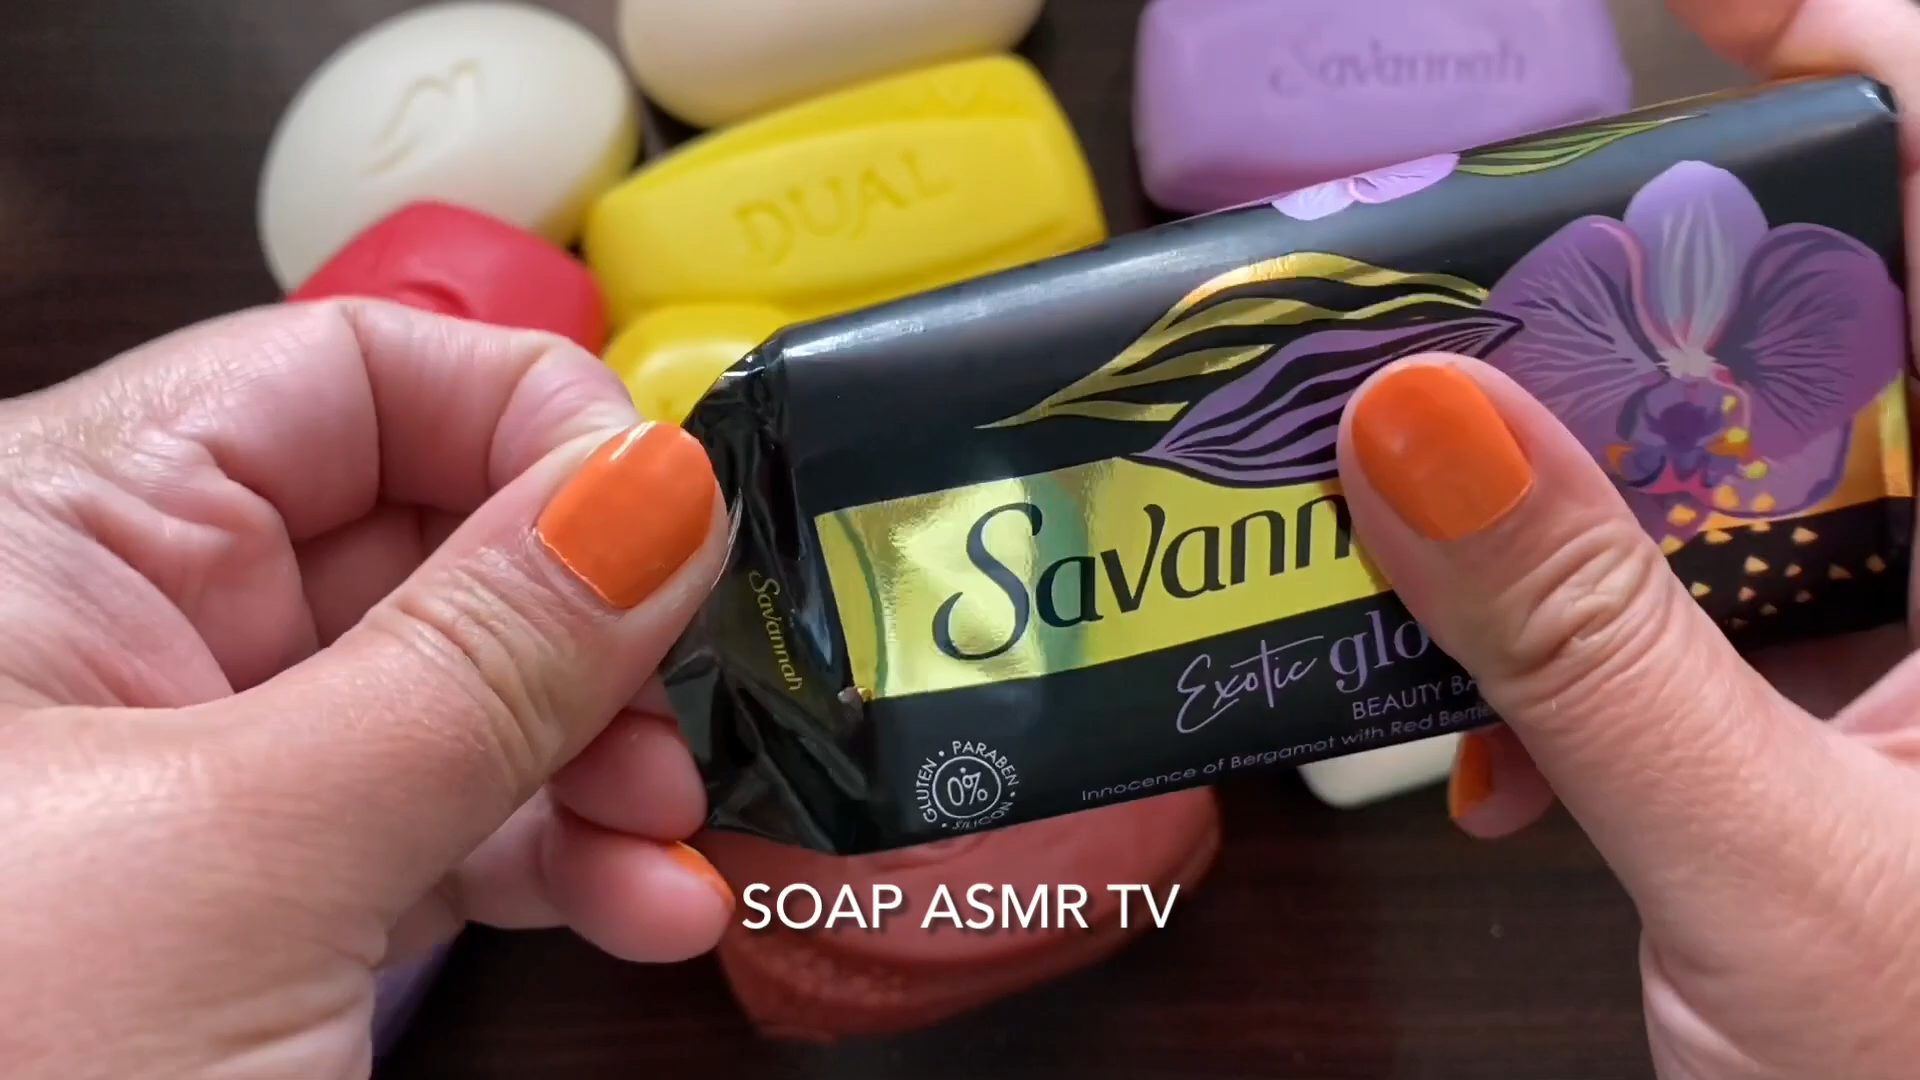 Savannah
DUAL
Savann
Savannah
Exotic glo
BEAUTY BA
Innocence of Bergamot with Red Berrie
GLUTEN • PARABEN • SILICON •
0%
SOAP ASMR TV